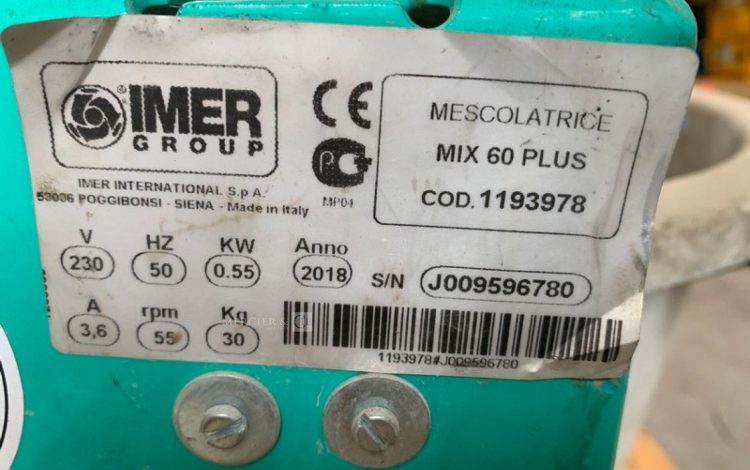 IMER
GROUP
IMER INTERNATIONAL S.p.A.
53036 POGGIBONSI - SIENA - Made in Italy
CE
MP04
MESCOLATRICE
MIX 60 PLUS
COD. 1193978
V HZ KW Anno
230 50 0.55 2018 S/N J009596780
A rpm Kg
3,6 55 30
MERCIER &
1193978#J009596780